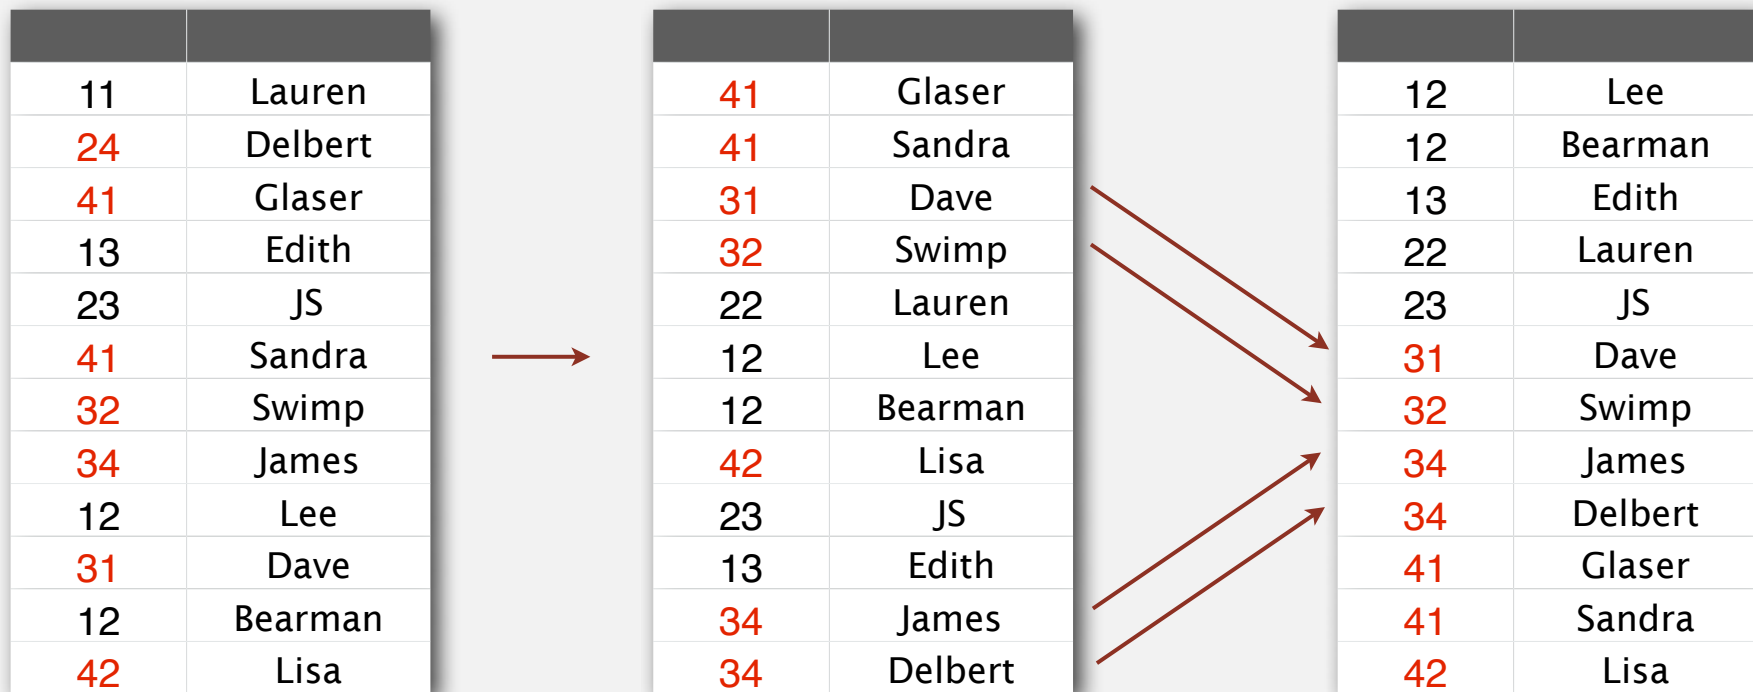 11 Lauren 41 Glaser 12 Lee
24 Delbert 41 Sandra 12 Bearman
41 Glaser 31 Dave 13 Edith
13 Edith 32 Swimp 22 Lauren
23 JS 22 Lauren 23 JS
41 Sandra 12 Lee 31 Dave
32 Swimp 12 Bearman 32 Swimp
34 James 42 Lisa 34 James
12 Lee 23 JS 34 Delbert
31 Dave 13 Edith 41 Glaser
12 Bearman 34 James 41 Sandra
42 Lisa 34 Delbert 42 Lisa